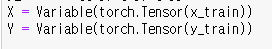 X = Variable(torch.Tensor(x_train))
Y = Variable(torch.Tensor(y_train))